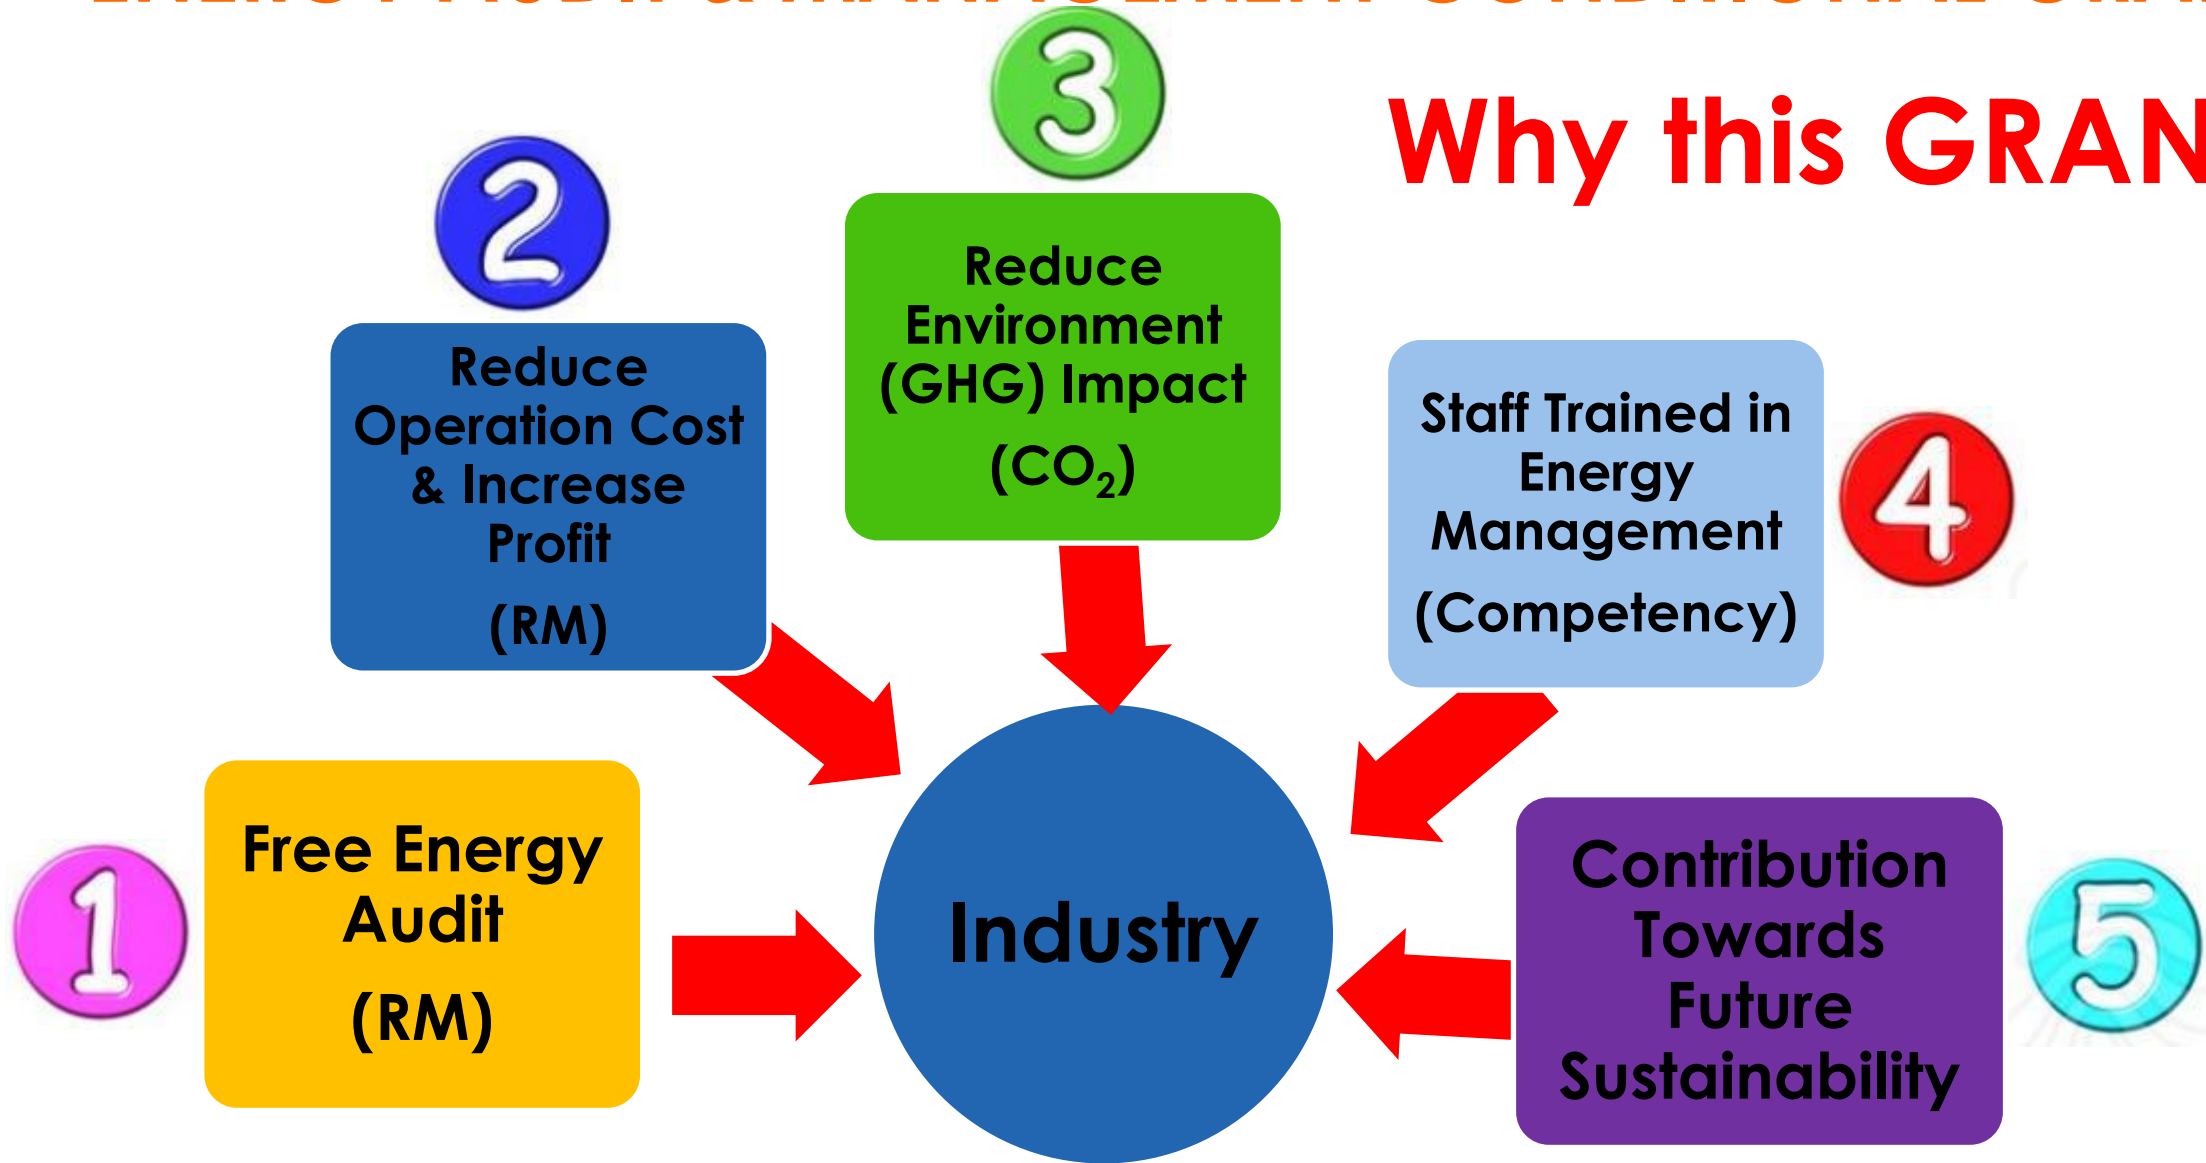 Why this GRAN
3
2
Reduce
Environment
(GHG) Impact
(CO₂)
Reduce
Operation Cost
& Increase
Profit
(RM)
Staff Trained in
Energy
Management
(Competency)
4
1
Free Energy
Audit
(RM)
Industry
Contribution
Towards
Future
Sustainability
5